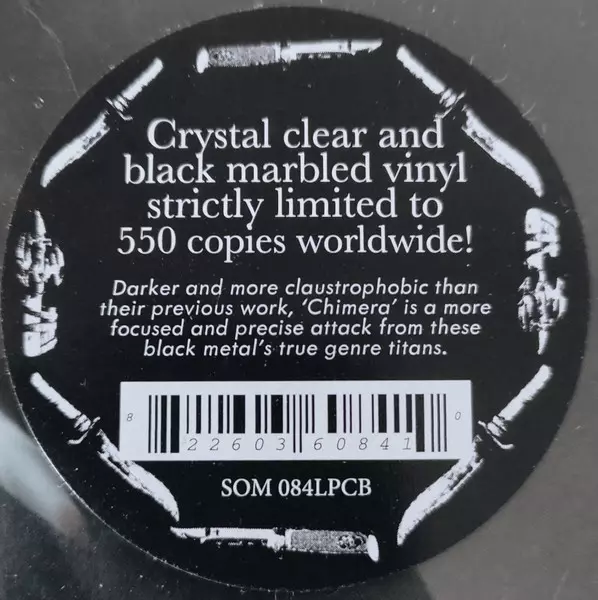 Crystal clear and
black marbled vinyl
strictly limited to
550 copies worldwide!
Darker and more claustrophobic than
their previous work, ‘Chimera’ is a more
focused and precise attack from these
black metal's true genre titans.
8 22603 60841 0
SOM 084LPCB